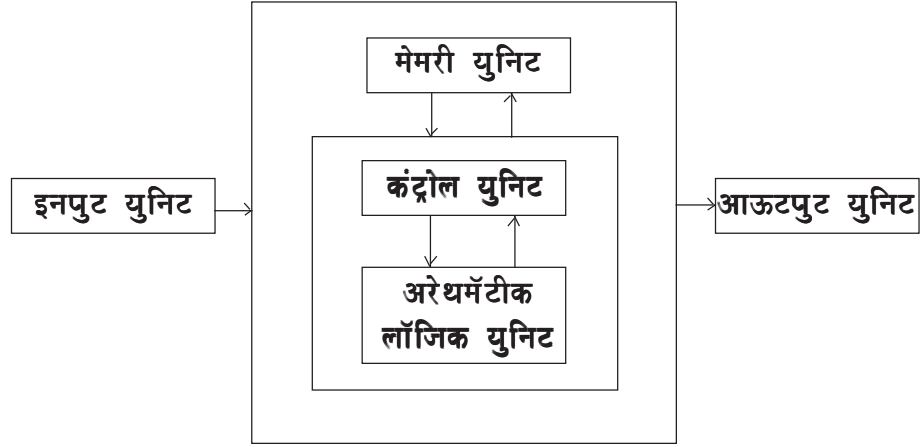 मेमरी युनिट
कंट्रोल युनिट
इनपुट युनिट
आऊटपुट युनिट
अरेथमॅटीक
लॉजिक युनिट